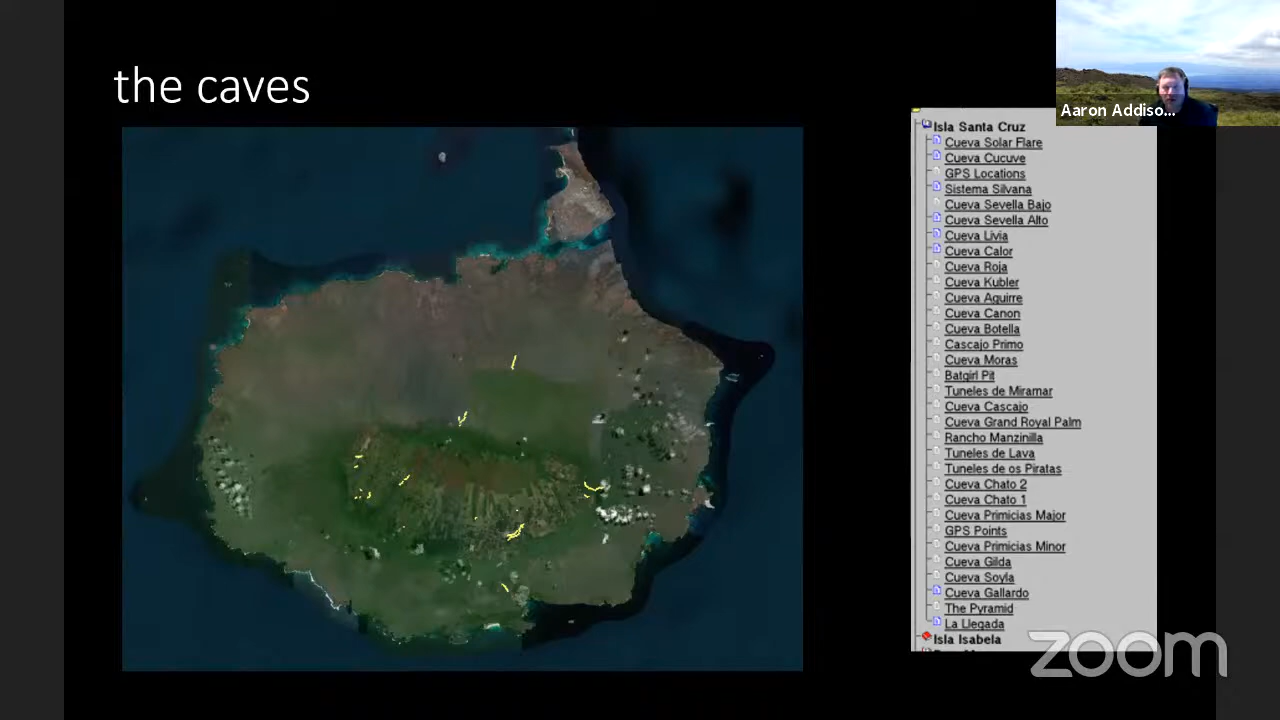 the caves
Aaron Addiso...
Isla Santa Cruz
Cueva Solar Flare
Cueva Cucuve
GPS Locations
Sistema Silvana
Cueva Sevella Bajo
Cueva Sevella Alto
Cueva Livia
Cueva Calor
Cueva Roja
Cueva Kubler
Cueva Aguirre
Cueva Canon
Cueva Botella
Cascajo Primo
Cueva Moras
Batgirl Pit
Tuneles de Miramar
Cueva Cascajo
Cueva Grand Royal Palm
Rancho Manzinilla
Tuneles de Lava
Tuneles de os Piratas
Cueva Chato 2
Cueva Chato 1
Cueva Primicias Major
GPS Points
Cueva Primicias Minor
Cueva Gilda
Cueva Soyla
Cueva Gallardo
The Pyramid
La Llegada
Isla Isabela
zoom